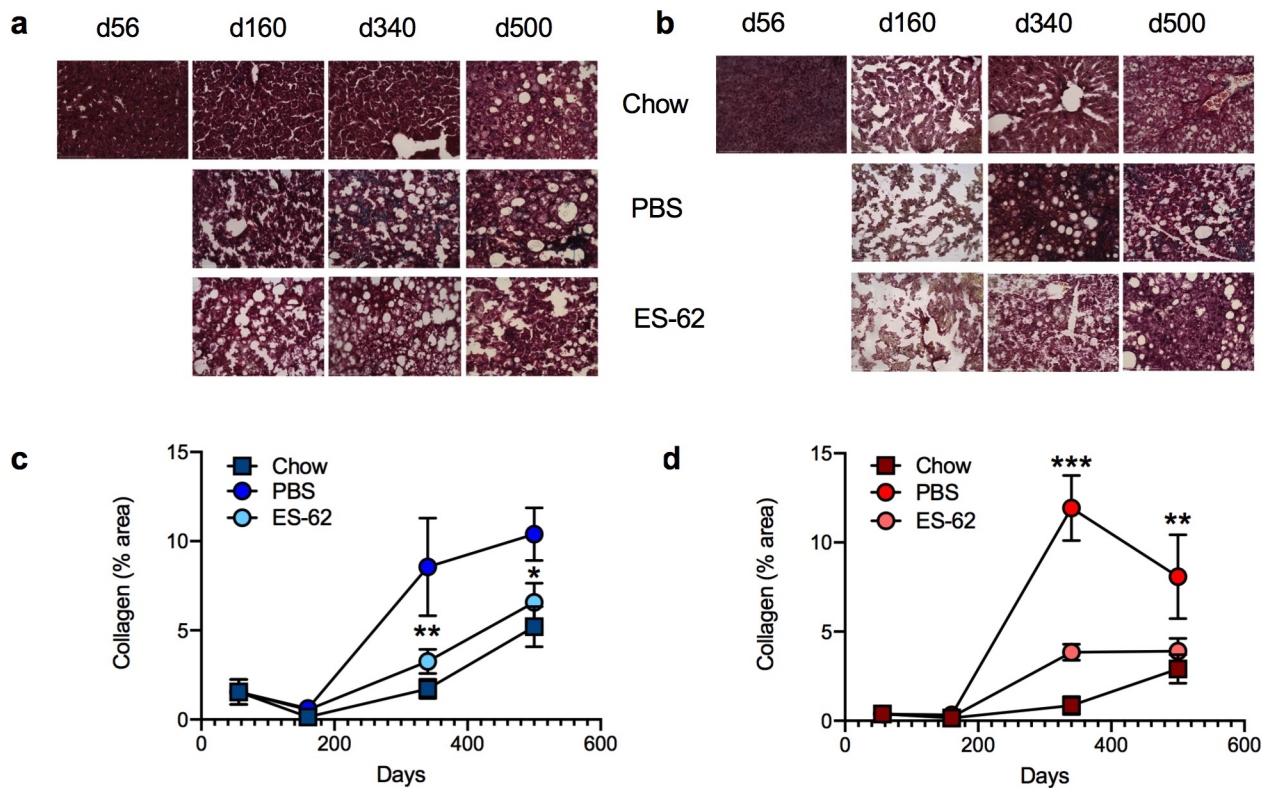 a
d56 d160 d340 d500
b
d56 d160 d340 d500
Chow
PBS
ES-62
c
15
10
5
0
Collagen (% area)
Chow
PBS
ES-62
**
*
0 200 400 600
Days
d
15
10
5
0
Collagen (% area)
Chow
PBS
ES-62
***
**
0 200 400 600
Days